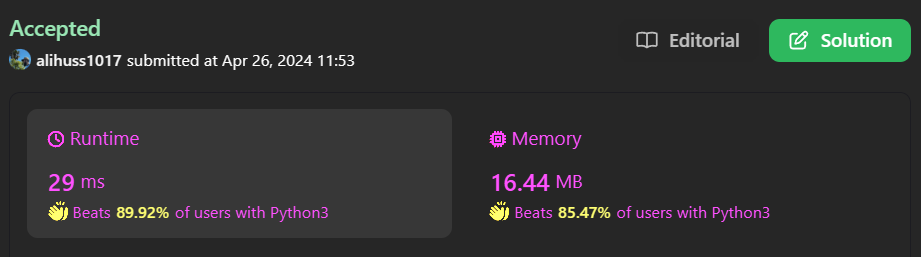 Accepted
alihuss1017 submitted at Apr 26, 2024 11:53
Editorial
Solution
Runtime
29 ms
Beats 89.92% of users with Python3
Memory
16.44 MB
Beats 85.47% of users with Python3